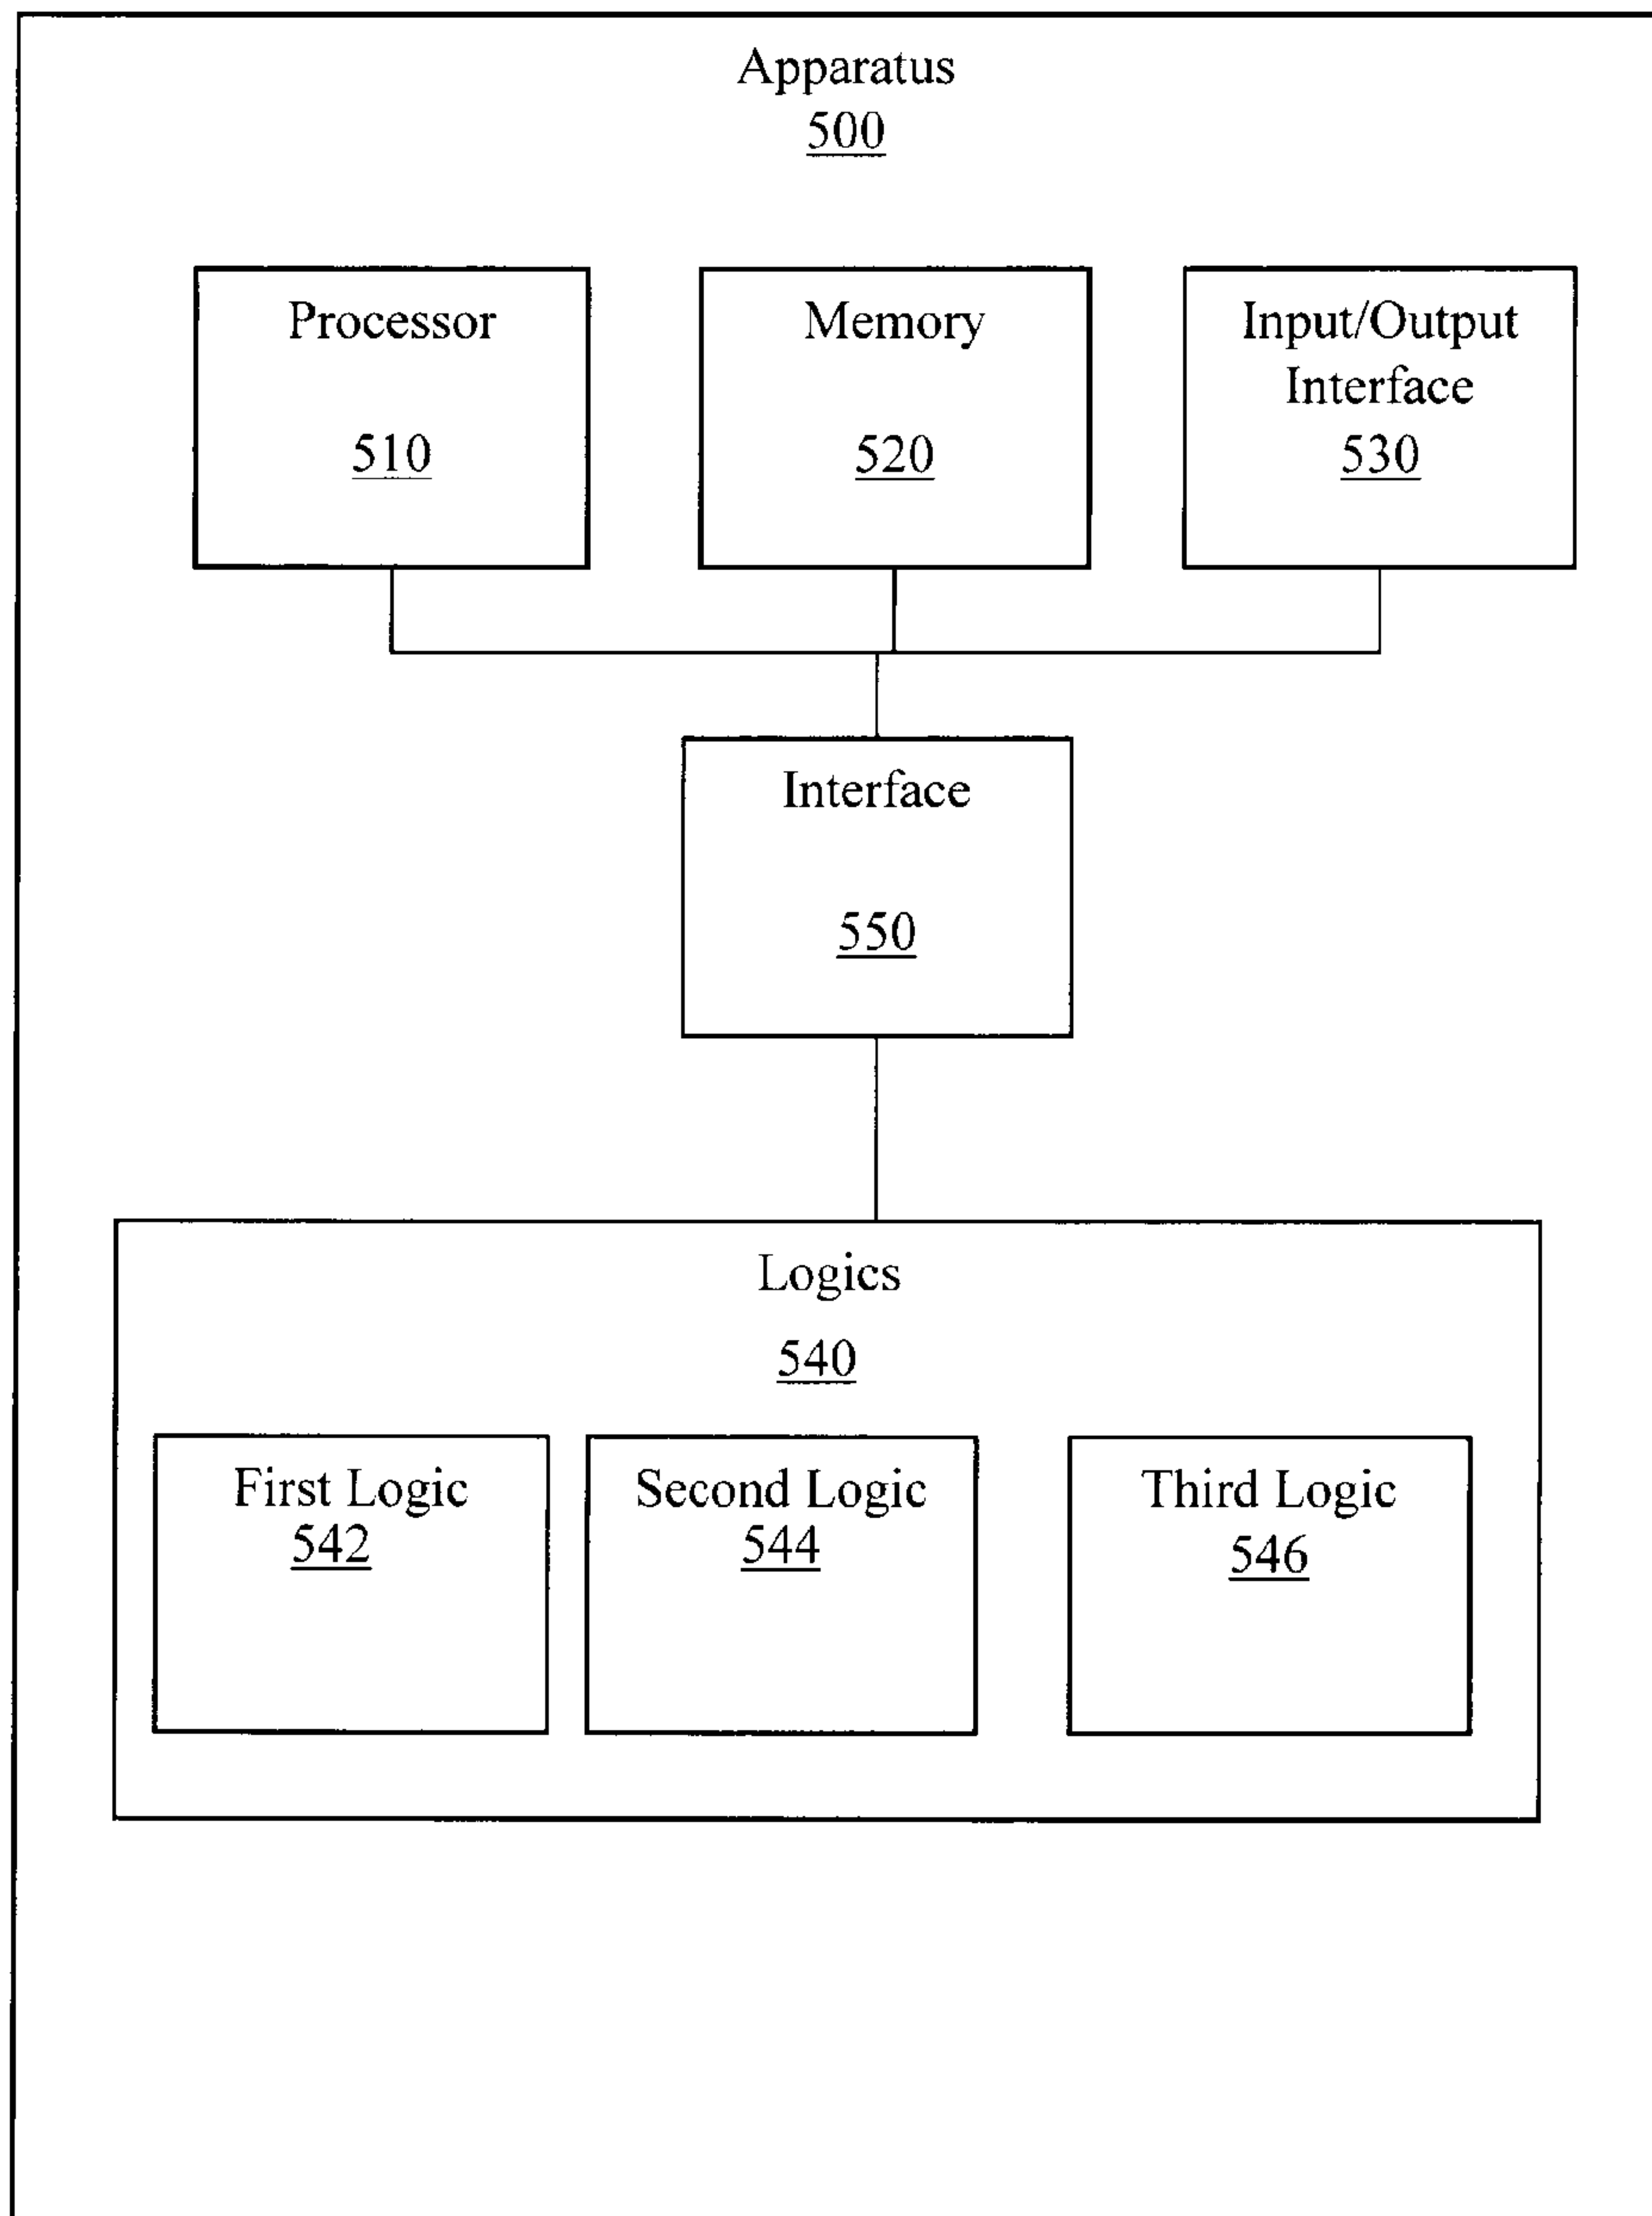 Apparatus
500
Processor
510
Memory
520
Input/Output
Interface
530
Interface
550
Logics
540
First Logic
542
Second Logic
544
Third Logic
546